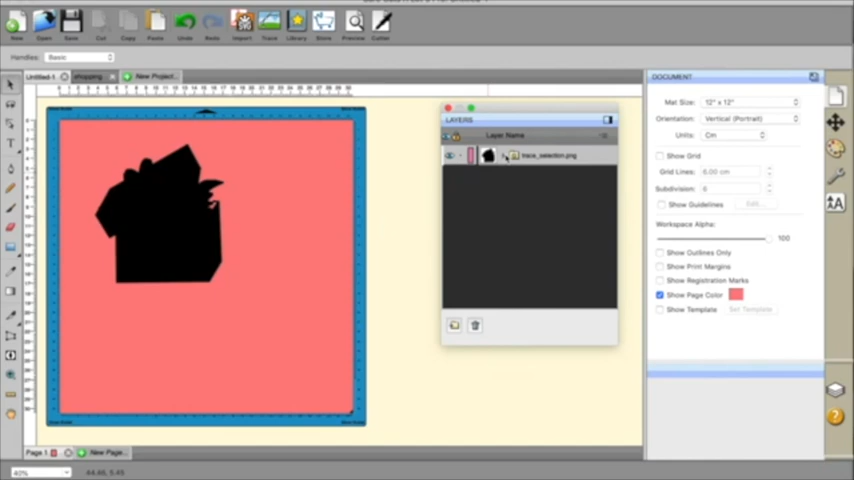 New
Open
Save
Cut
Copy
Paste
Undo
Redo
Import
Trace
Library
Store
Preview
Cutter
Handles: Basic
Untitled-1
shopping
New Project...
LAYERS
Layer Name
trace_selection.png
DOCUMENT
Mat Size: 12" x 12"
Orientation: Vertical (Portrait)
Units: Cm
Show Grid
Grid Lines: 6.00 cm
Subdivision: 6
Show Guidelines
Edit...
Workspace Alpha:
100
Show Outlines Only
Show Print Margins
Show Registration Marks
Show Page Color
Show Template
Set Template
Page 1
New Page...
40%